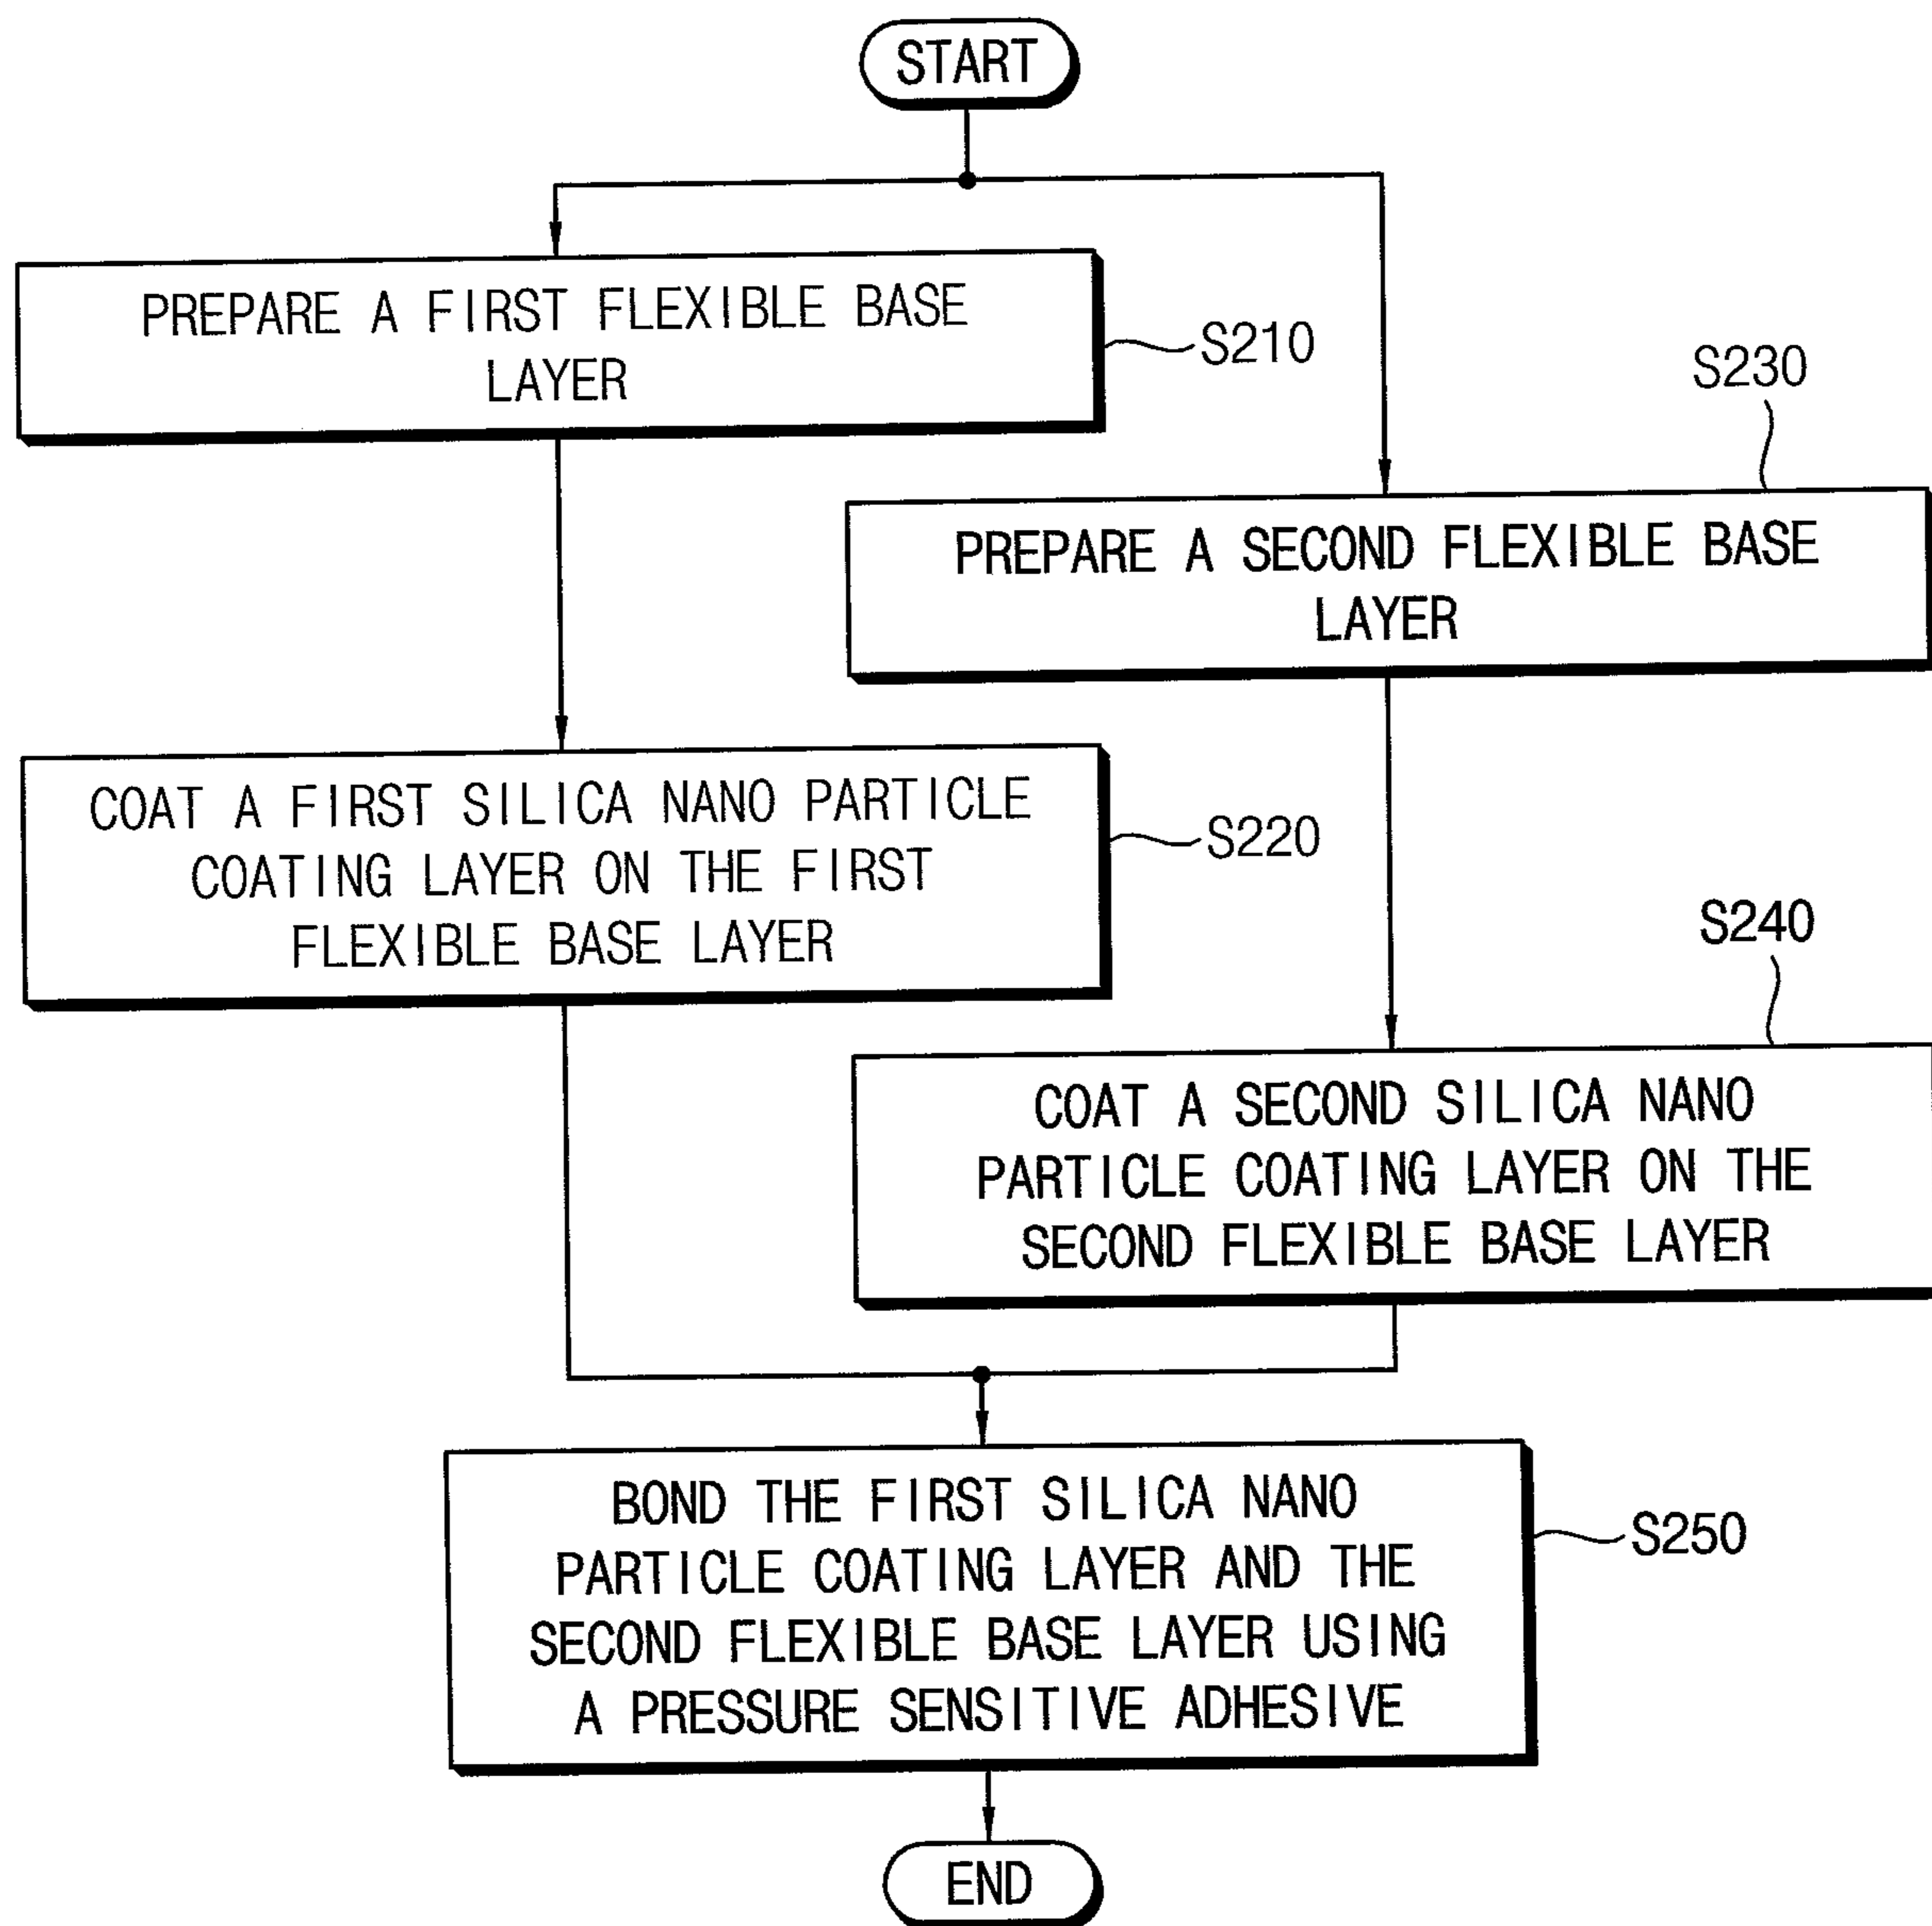 START
PREPARE A FIRST FLEXIBLE BASE
LAYER
S210
S230
PREPARE A SECOND FLEXIBLE BASE
LAYER
COAT A FIRST SILICA NANO PARTICLE
COATING LAYER ON THE FIRST
FLEXIBLE BASE LAYER
S220
S240
COAT A SECOND SILICA NANO
PARTICLE COATING LAYER ON THE
SECOND FLEXIBLE BASE LAYER
BOND THE FIRST SILICA NANO
PARTICLE COATING LAYER AND THE
SECOND FLEXIBLE BASE LAYER USING
A PRESSURE SENSITIVE ADHESIVE
S250
END